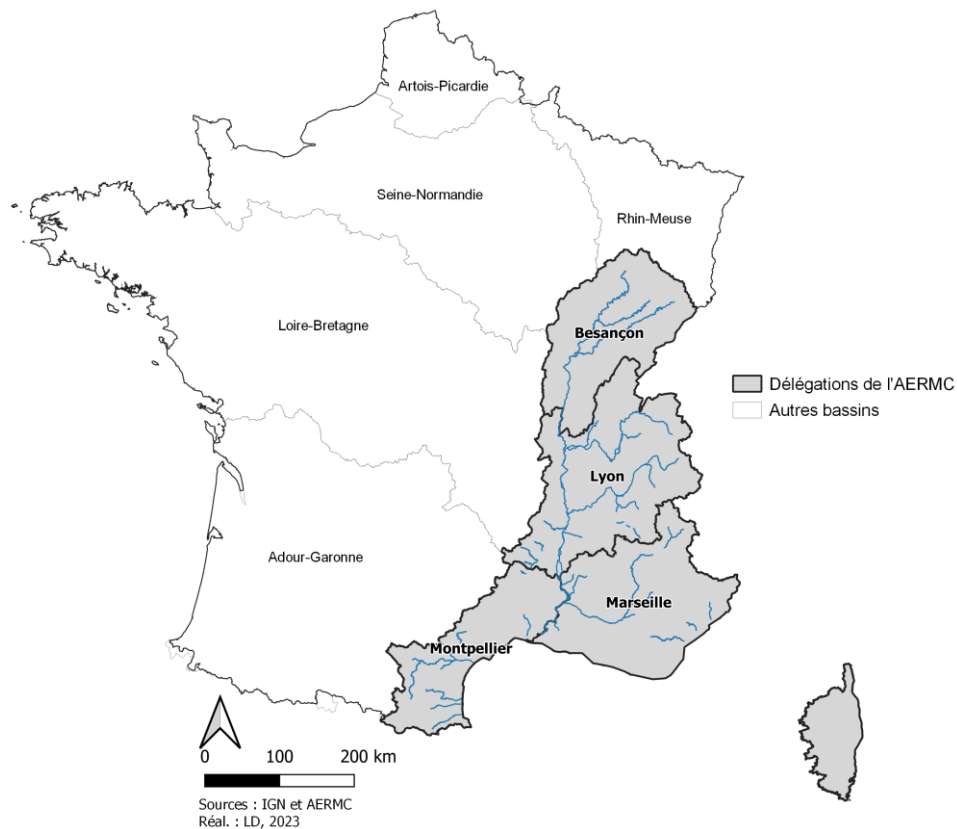 Artois-Picardie
Seine-Normandie
Rhin-Meuse
Loire-Bretagne
Besançon
Délégations de l'AERMC
Autres bassins
Lyon
Adour-Garonne
Marseille
Montpellier
0 100 200 km
Sources : IGN et AERMC
Réal. : LD, 2023